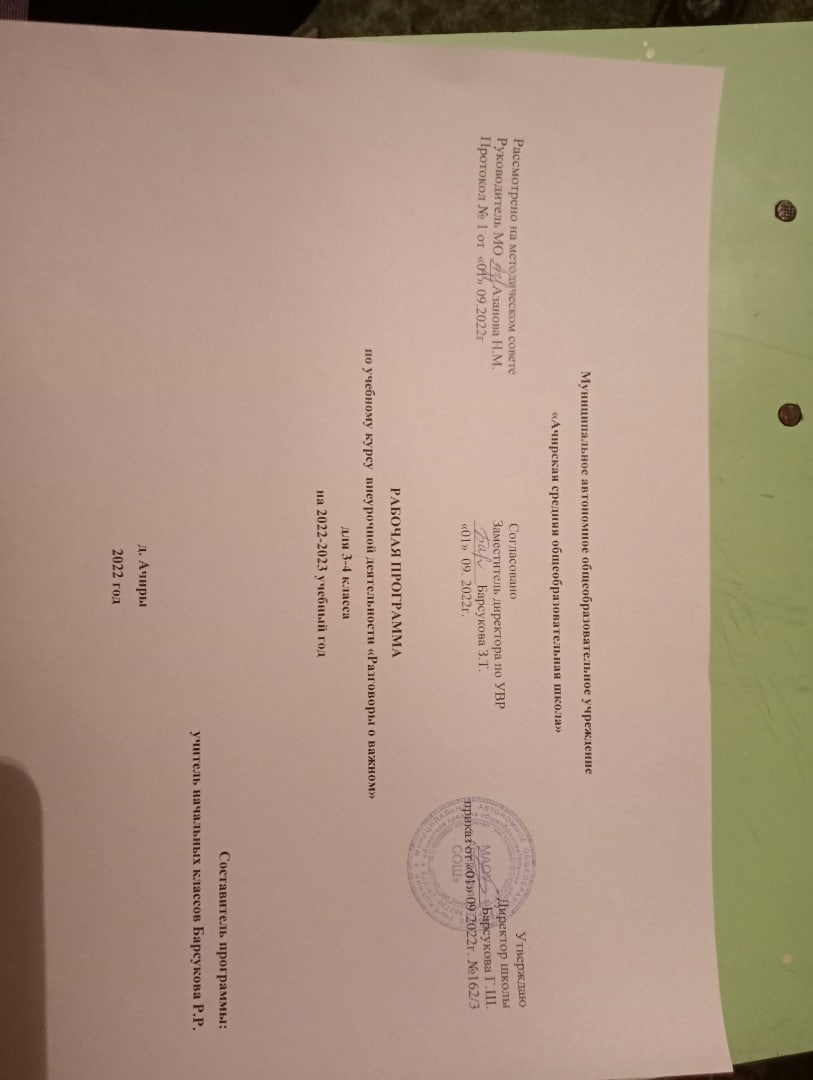 Муниципальное автономное общеобразовательное учреждение
«Ачирская средняя общеобразовательная школа»
Рассмотрено на методическом совете
Руководитель МО Азанова Н.М.
Протокол № 1 от «01» 09.2022г
Согласовано
Заместитель директора по УВР
Барсукова З.Т.
«01» 09. 2022г.
Утверждаю
Директор школы
Барсукова Г.Ш.
приказ от «01» 09.2022г. №162/3
МАОУ
СОШ»
РАБОЧАЯ ПРОГРАММА
по учебному курсу внеурочной деятельности «Разговоры о важном»
для 3-4 класса
на 2022-2023 учебный год
Составитель программы:
учитель начальных классов Барсукова Р.Р.
д. Ачиры
2022 год